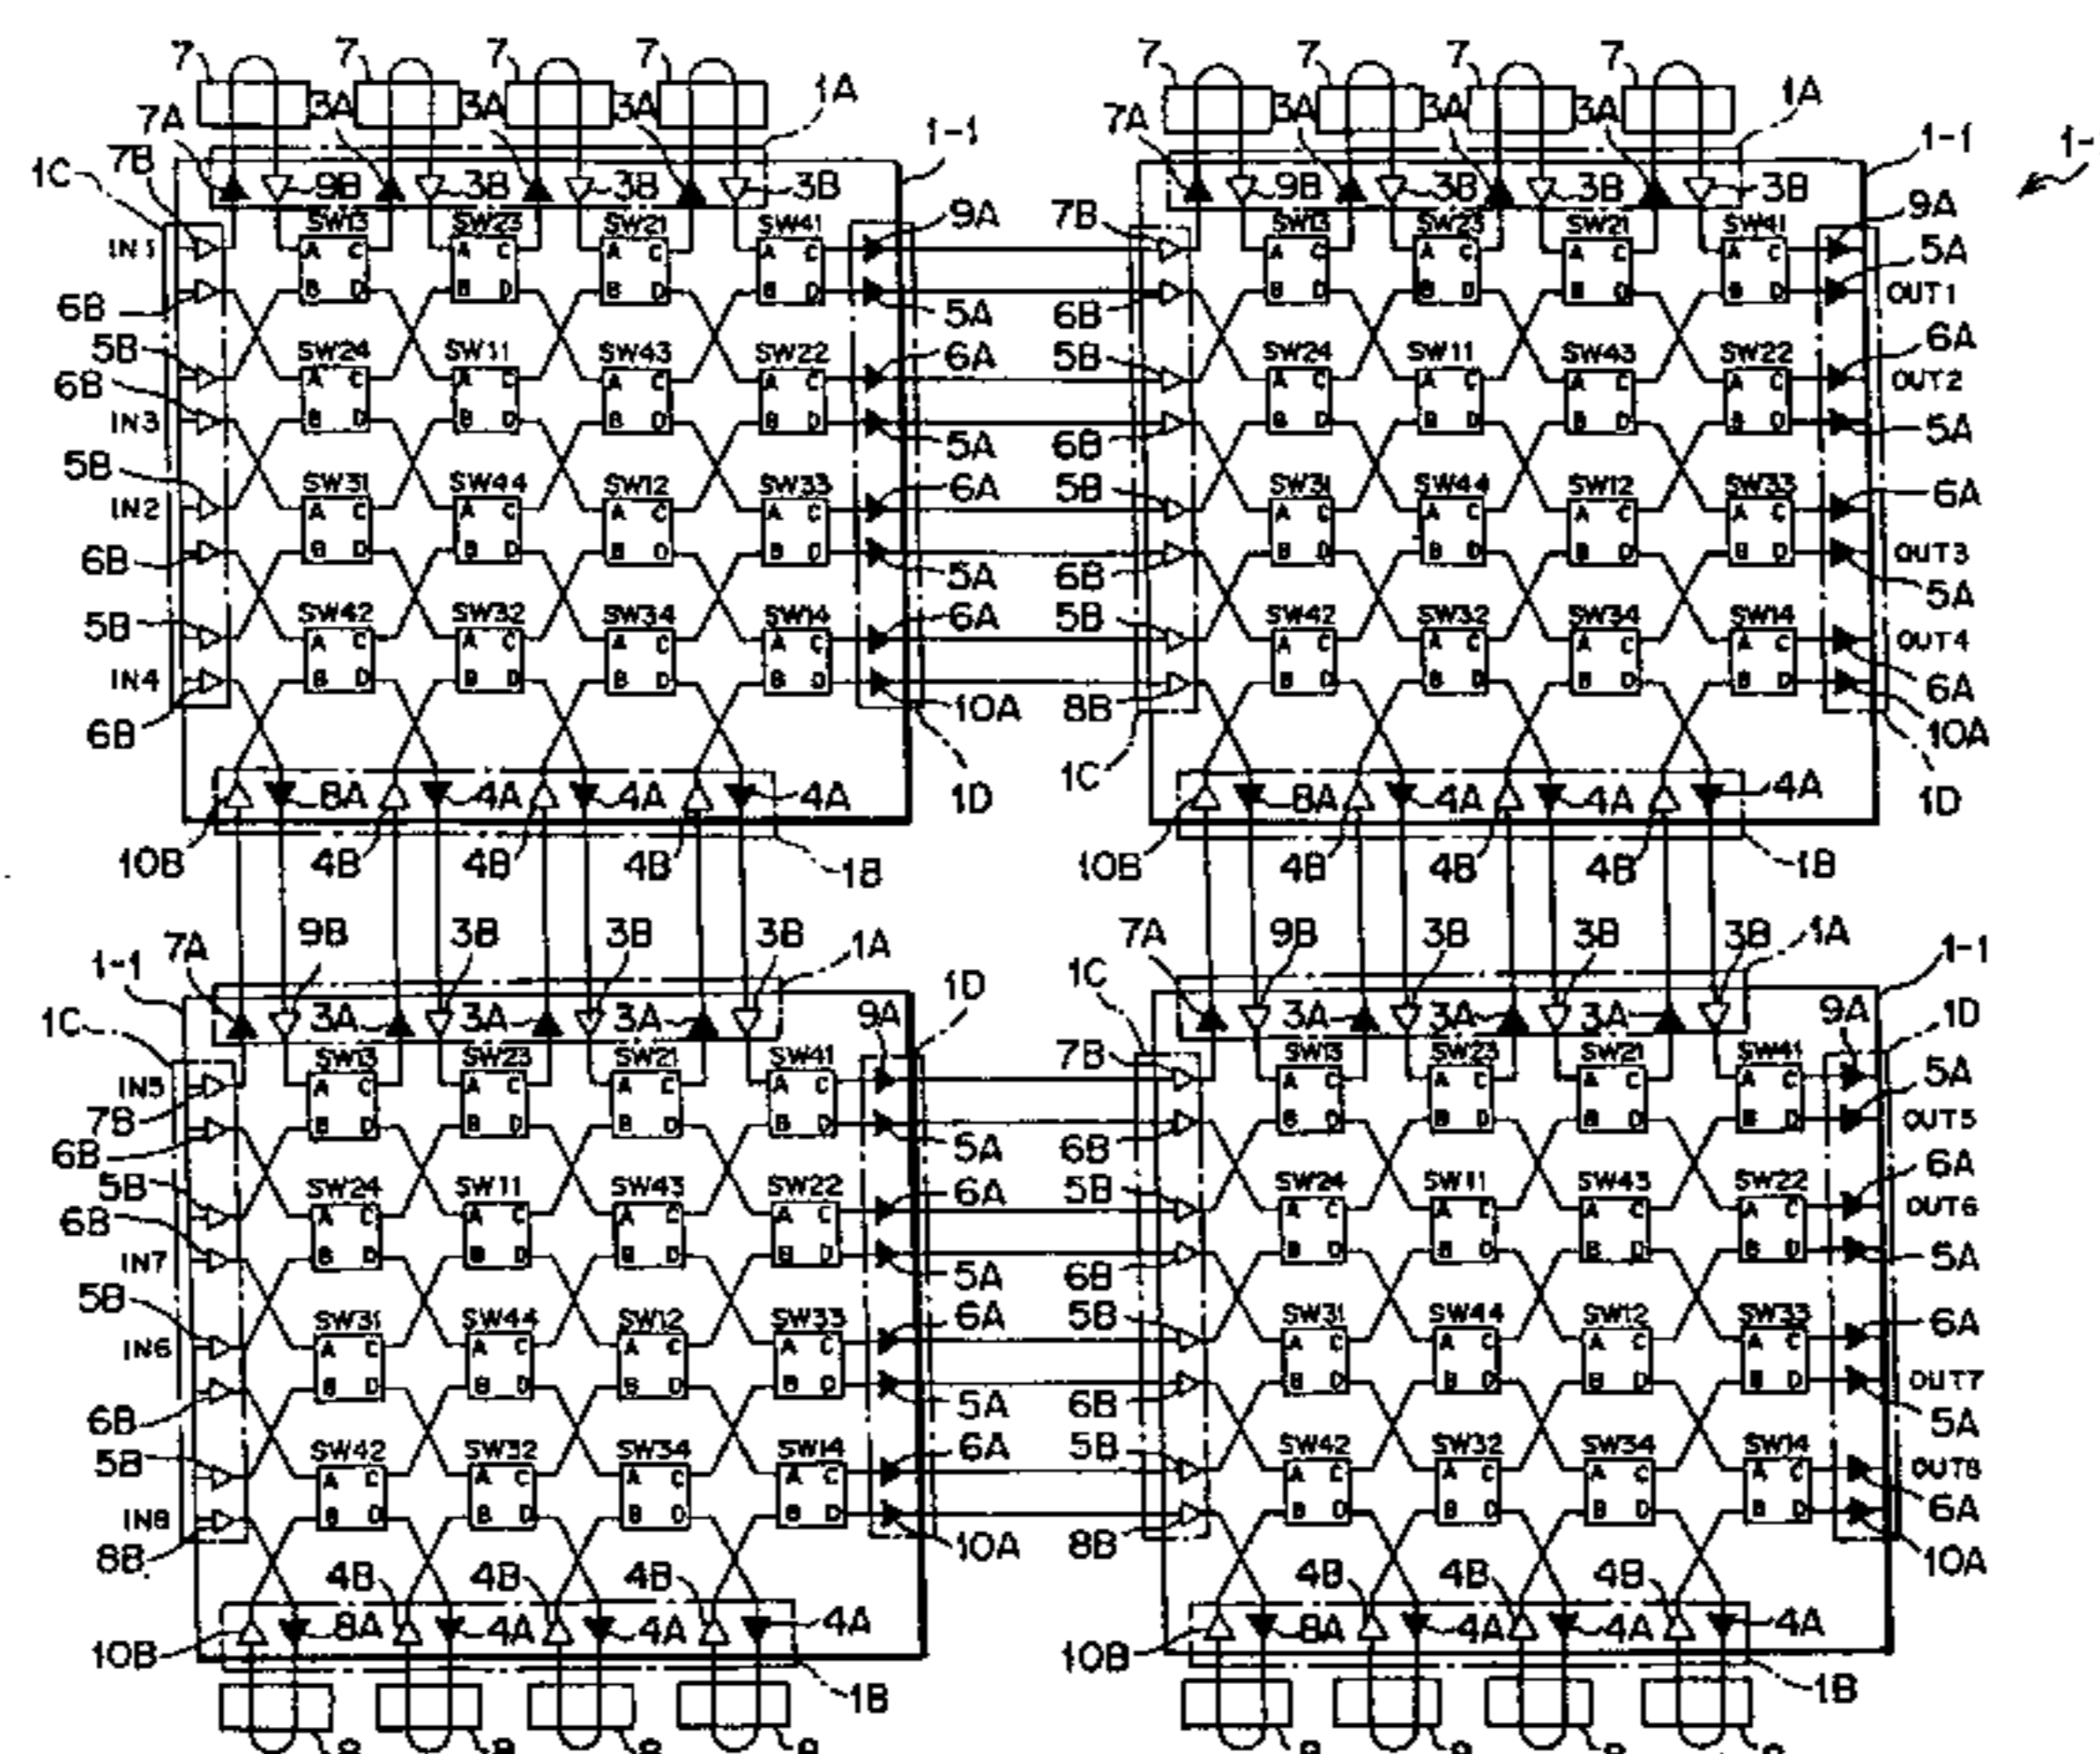 7 7 7 7 7 7 7 7
3A 3A 3A 1A 3A 3A 3A 1A
7A 1-1 7A 1-1 1-
7B 1C 9B 3B 3B 3B 9B 3B 3B 3B
SW13 SW23 SW21 SW41 9A 7B SW13 SW23 SW21 SW41 9A
IN1 A C A C A C A C A C A C A C A C 5A
6B B D B D B D B D 5A 6B B D B D B D B D OUT1
5B SW24 SW11 SW43 SW22 6A 5B SW24 SW11 SW43 SW22 6A
6B A C A C A C A C A C A C A C A C OUT2
IN3 B D B D B D B D 5A 6B B D B D B D B D 5A
5B SW31 SW44 SW12 SW33 6A 5B SW31 SW44 SW12 SW33 6A
IN2 A C A C A C A C A C A C A C A C
6B B D B D B D B D 5A 6B B D B D B D B D OUT3
5A
5B SW42 SW32 SW34 SW14 6A 5B SW42 SW32 SW34 SW14
A C A C A C A C A C A C A C A C OUT4
IN4 B D B D B D B D 10A 8B B D B D B D B D 6A
6B 10A
8A 4A 4A 4A 1D 1C 8A 4A 4A 4A 1D
10B 4B 4B 4B 1B 10B 4B 4B 4B 1B
7A 9B 3B 3B 3B 1A 7A 9B 3B 3B 3B 1A
1-1 1D 1C 1-1
1C 3A 3A 3A 9A 3A 3A 3A 9A 1D
SW13 SW23 SW21 SW41 7B SW13 SW23 SW21 SW41
IN5 A C A C A C A C A C A C A C A C 5A
7B B D B D B D B D B D B D B D B D OUT5
6B 5A 6B
5B SW24 SW11 SW43 SW22 6A 5B SW24 SW11 SW43 SW22 6A
6B A C A C A C A C A C A C A C A C OUT6
IN7 B D B D B D B D 5A 6B B D B D B D B D 5A
5B SW31 SW44 SW12 SW33 6A 5B SW31 SW44 SW12 SW33 6A
IN6 A C A C A C A C A C A C A C A C
6B B D B D B D B D 5A 6B B D B D B D B D OUT7
5A
5B SW42 SW32 SW34 SW14 6A 5B SW42 SW32 SW34 SW14
A C A C A C A C A C A C A C A C OUT8
IN8 B D B D B D B D B D B D B D B D 6A
8B 10A 8B 10A
4B 4B 4B 4B 4B 4B
10B 8A 4A 4A 4A 10B 8A 4A 4A 4A
1B 1B
8 8 8 8 8 8 8 8